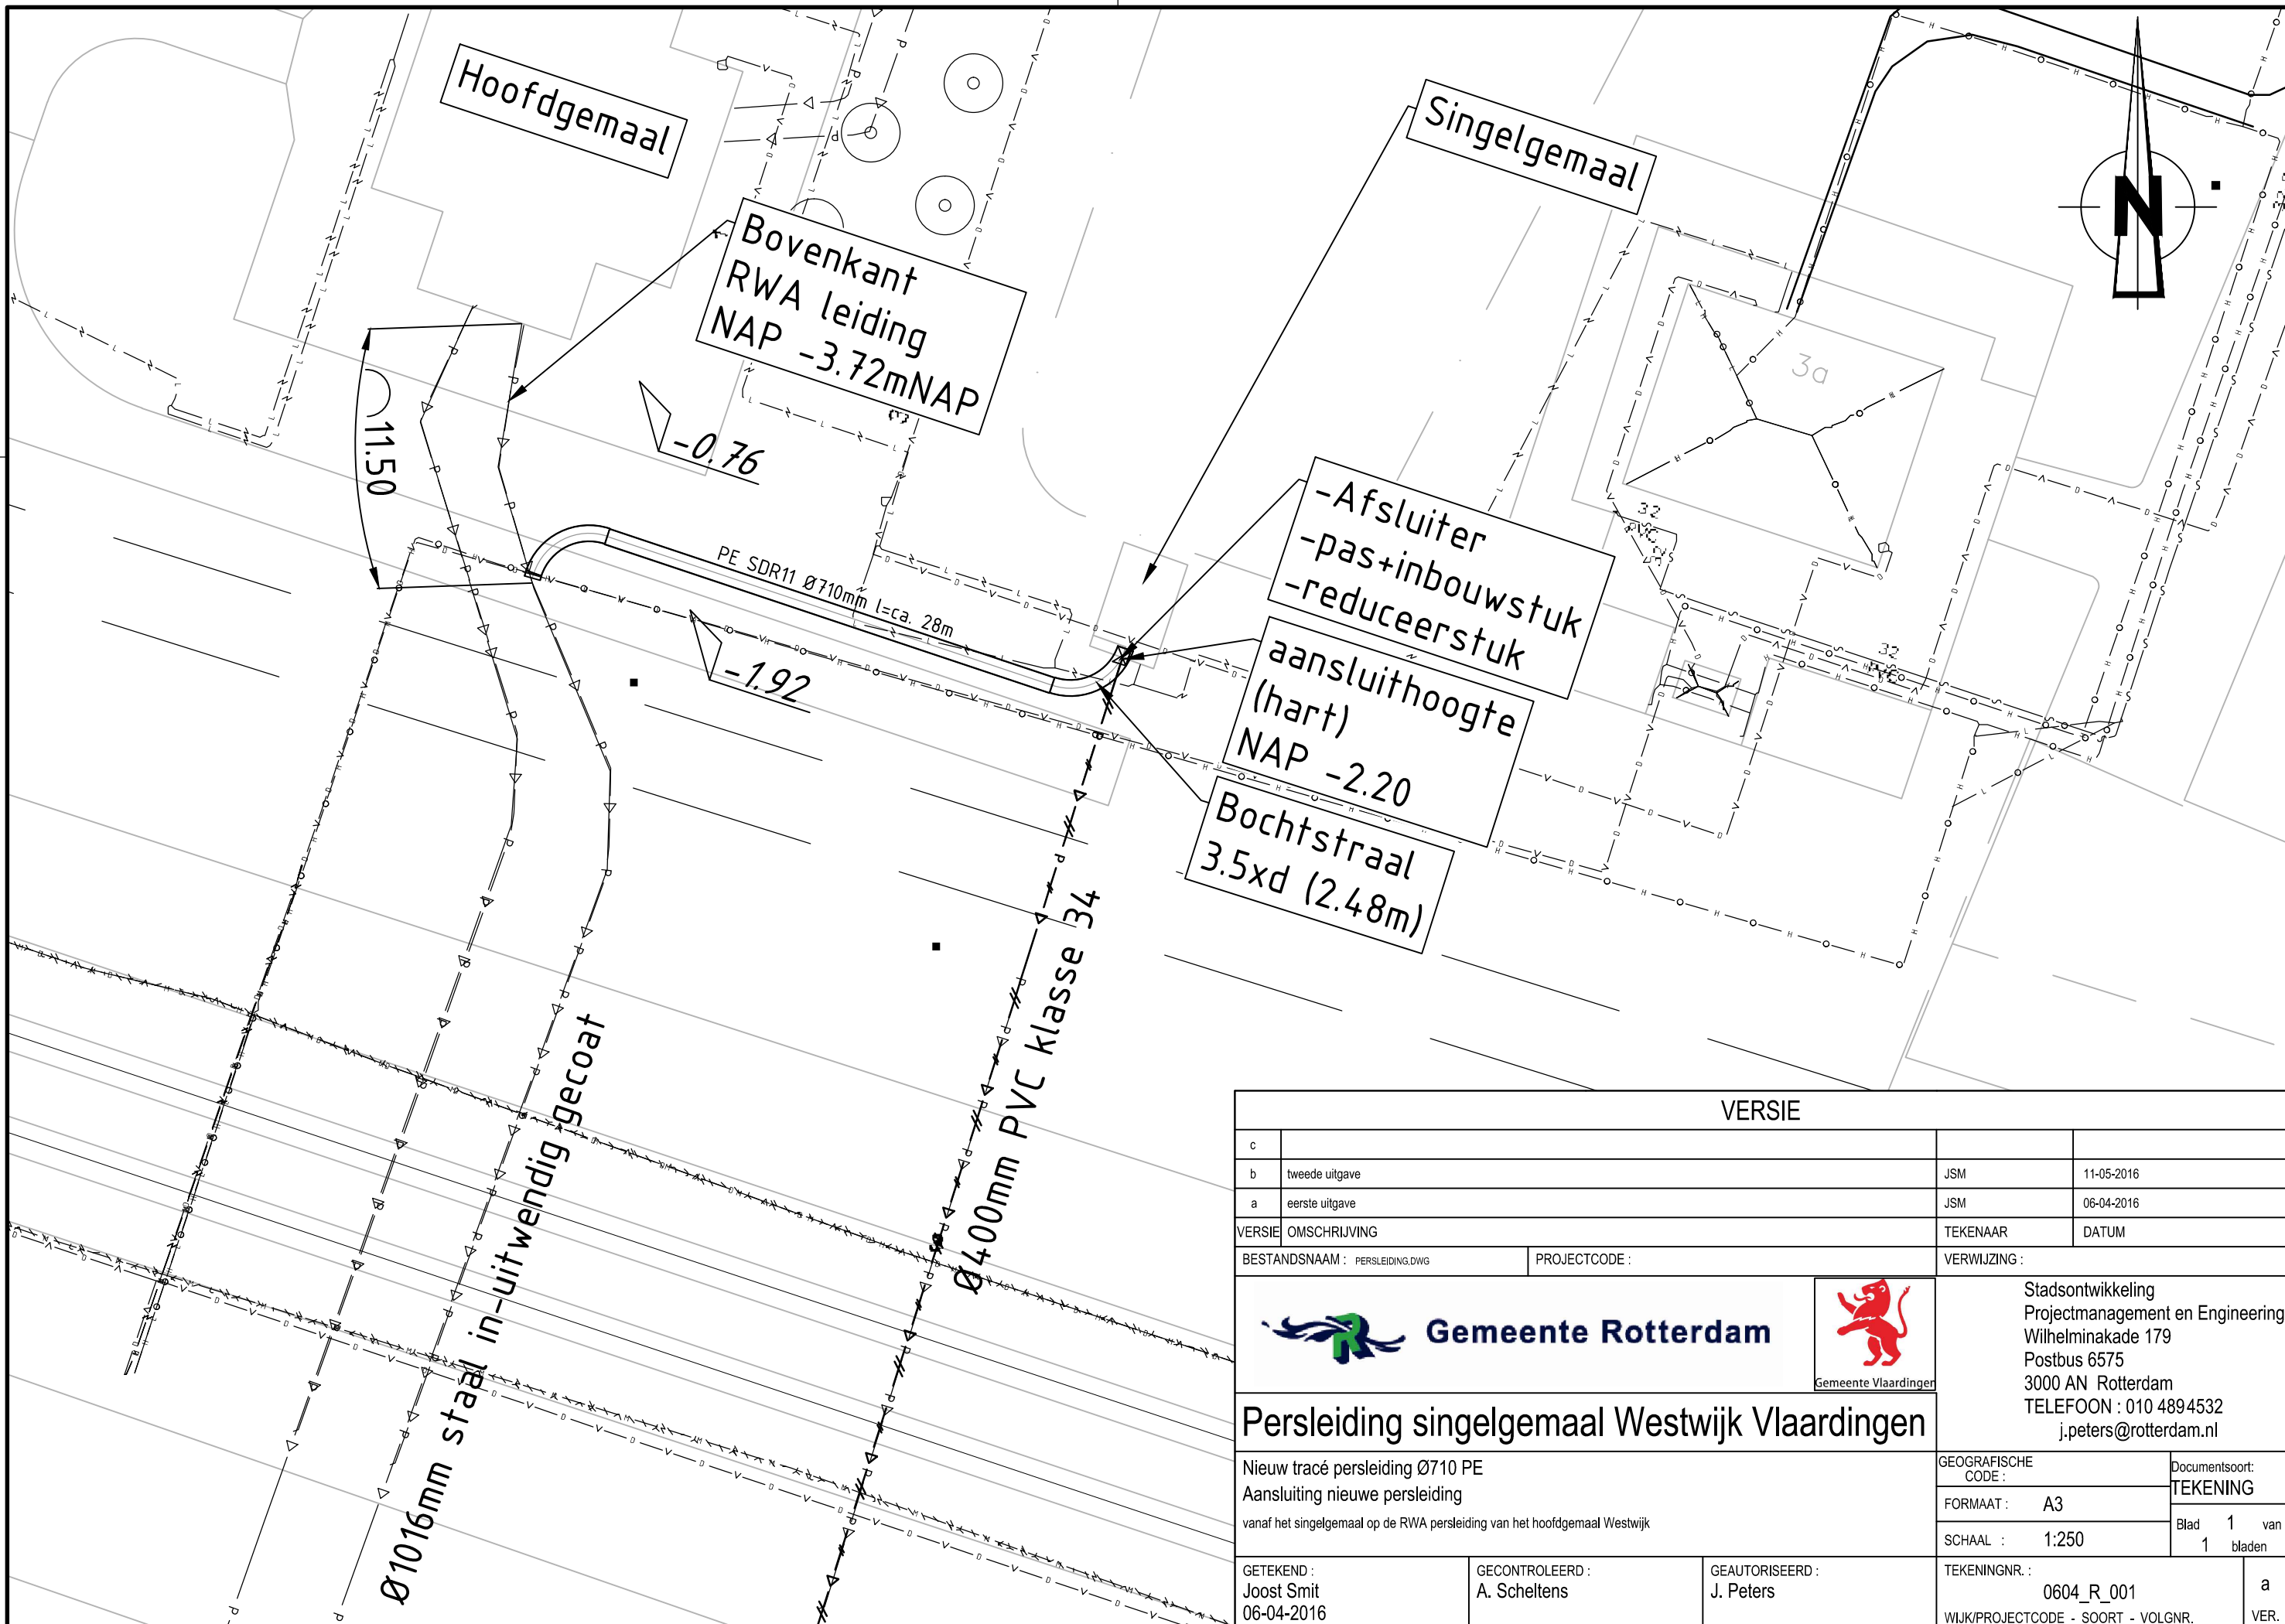 Hoofdgemaal
Singelgemaal
N
Bovenkant
RWA leiding
NAP -3.72mNAP
3a
11.50
-0.76
-Afsluiter
-pas+inbouwstuk
-reduceerstuk
32
PE SDR11 Ø710mm l=ca. 28m
-1.92
aansluithoogte
(hart)
NAP -2.20
32
Bochtstraal
3.5xd (2.48m)
Ø400mm PVC klasse 34
Ø1016mm staal in-uitwendig gecoat
VERSIE
c
b tweede uitgave JSM 11-05-2016
a eerste uitgave JSM 06-04-2016
VERSIE OMSCHRIJVING TEKENAAR DATUM
BESTANDSNAAM : PERSLEIDING.DWG PROJECTCODE : VERWIJZING :
Gemeente Rotterdam
Gemeente Vlaardingen
Stadsontwikkeling
Projectmanagement en Engineering
Wilhelminakade 179
Postbus 6575
3000 AN Rotterdam
TELEFOON : 010 4894532
j.peters@rotterdam.nl
Persleiding singelgemaal Westwijk Vlaardingen
Nieuw tracé persleiding Ø710 PE
Aansluiting nieuwe persleiding
vanaf het singelgemaal op de RWA persleiding van het hoofdgemaal Westwijk
GEOGRAFISCHE
CODE :
Documentsoort:
TEKENING
FORMAAT : A3
SCHAAL : 1:250
Blad 1 van
1 bladen
GETEKEND :
Joost Smit
06-04-2016
GECONTROLEERD :
A. Scheltens
GEAUTORISEERD :
J. Peters
TEKENINGNR. :
0604_R_001
WIJK/PROJECTCODE - SOORT - VOLGNR.
a
VER.